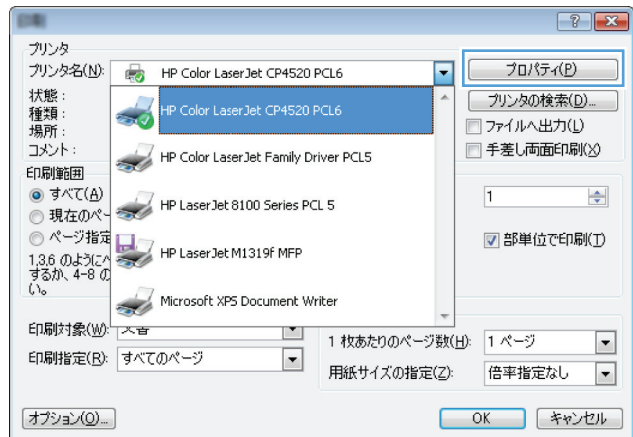 プリンタ
プリンタ名(N): HP Color LaserJet CP4520 PCL6 プロパティ(P)
状態:
種類:
場所:
コメント:
HP Color LaserJet CP4520 PCL6
HP Color LaserJet Family Driver PCL5
HP LaserJet 8100 Series PCL 5
HP LaserJet M1319f MFP
Microsoft XPS Document Writer
プリンタの検索(D)...
ファイルへ出力(L)
手差し両面印刷(X)
印刷範囲
すべて(A)
現在のペー
ページ指定
1,3,6 のようにペ
するか、4-8 の
い。
1
部単位で印刷(T)
印刷対象(W): 文書
印刷指定(R): すべてのページ
1 枚あたりのページ数(H): 1 ページ
用紙サイズの指定(Z): 倍率指定なし
オプション(O)... OK キャンセル